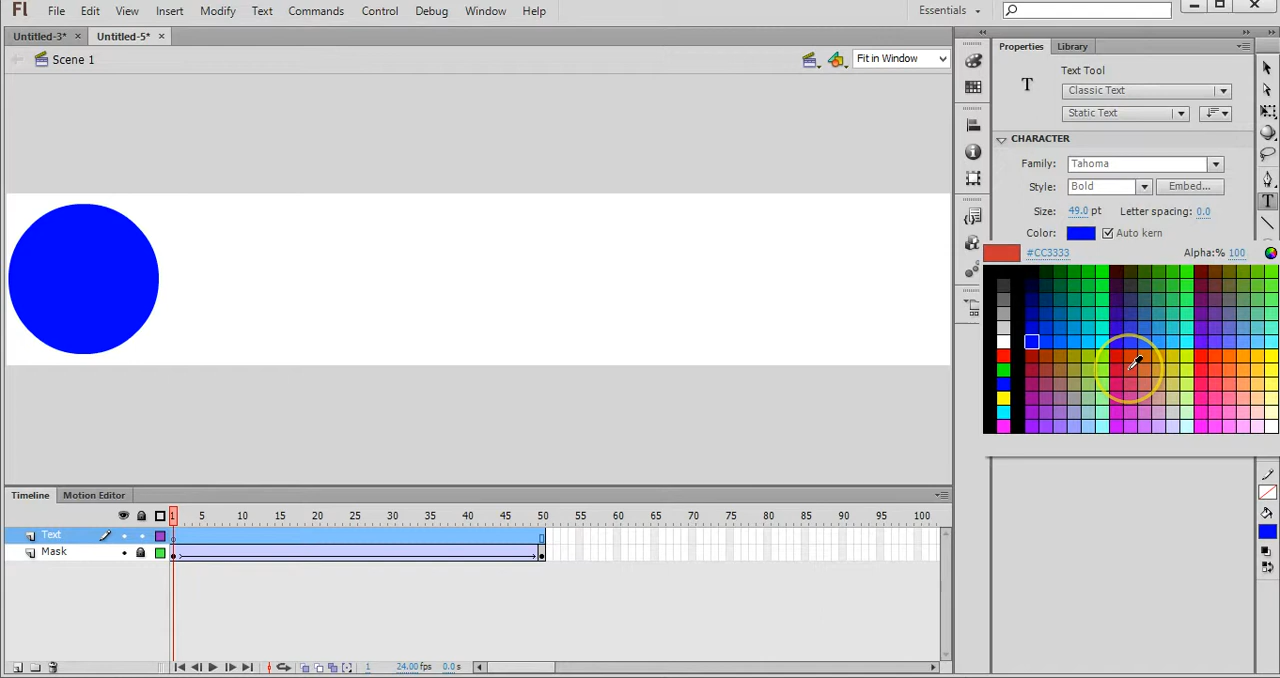 Fl File Edit View Insert Modify Text Commands Control Debug Window Help Essentials
Untitled-3* × Untitled-5* ×
Scene 1 Fit in Window
Properties Library
T Text Tool
Classic Text
Static Text
CHARACTER
Family: Tahoma
Style: Bold Embed...
Size: 49.0 pt Letter spacing: 0.0
Color: Auto kern
#CC3333 Alpha:% 100
Timeline Motion Editor
1 5 10 15 20 25 30 35 40 45 50 55 60 65 70 75 80 85 90 95 100
Text
Mask
1 24.00 fps 0.0 s